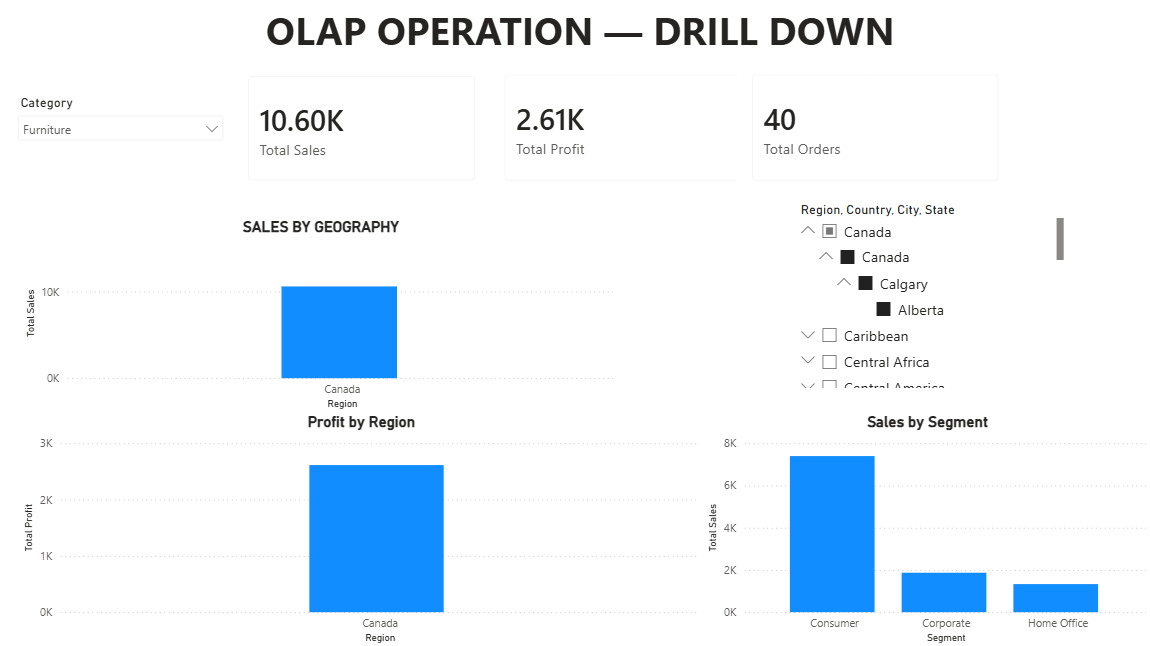 OLAP OPERATION — DRILL DOWN
Category
Furniture
10.60K
Total Sales
2.61K
Total Profit
40
Total Orders
SALES BY GEOGRAPHY
Total Sales
10K
0K
Canada
Region
Region, Country, City, State
Canada
Canada
Calgary
Alberta
Caribbean
Central Africa
Central America
Profit by Region
Total Profit
3K
2K
1K
0K
Canada
Region
Sales by Segment
Total Sales
8K
6K
4K
2K
0K
Consumer
Corporate
Home Office
Segment